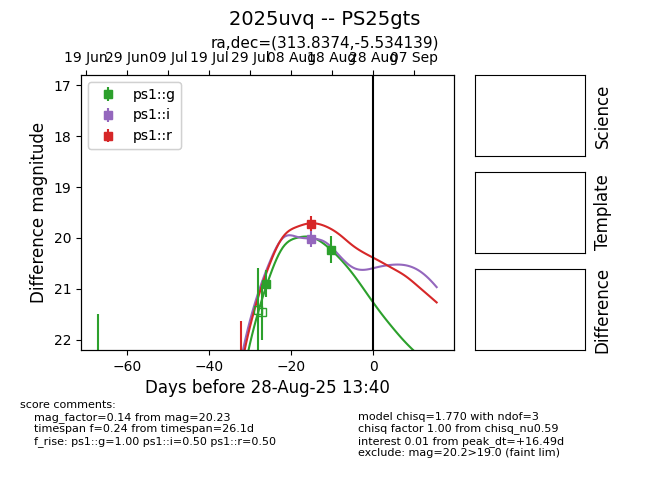 2025uvq -- PS25gts
ra,dec=(313.8374,-5.534139)
19 Jun 29 Jun 09 Jul 19 Jul 29 Jul 08 Aug 18 Aug 28 Aug 07 Sep
ps1::g
ps1::i
ps1::r
17
18
19
20
21
22
Difference magnitude
−60 −40 −20 0
Days before 28-Aug-25 13:40
Science
Template
Difference
score comments:
mag_factor=0.14 from mag=20.23
timespan f=0.24 from timespan=26.1d
f_rise: ps1::g=1.00 ps1::i=0.50 ps1::r=0.50
model chisq=1.770 with ndof=3
chisq factor 1.00 from chisq_nu0.59
interest 0.01 from peak_dt=+16.49d
exclude: mag=20.2>19.0 (faint lim)